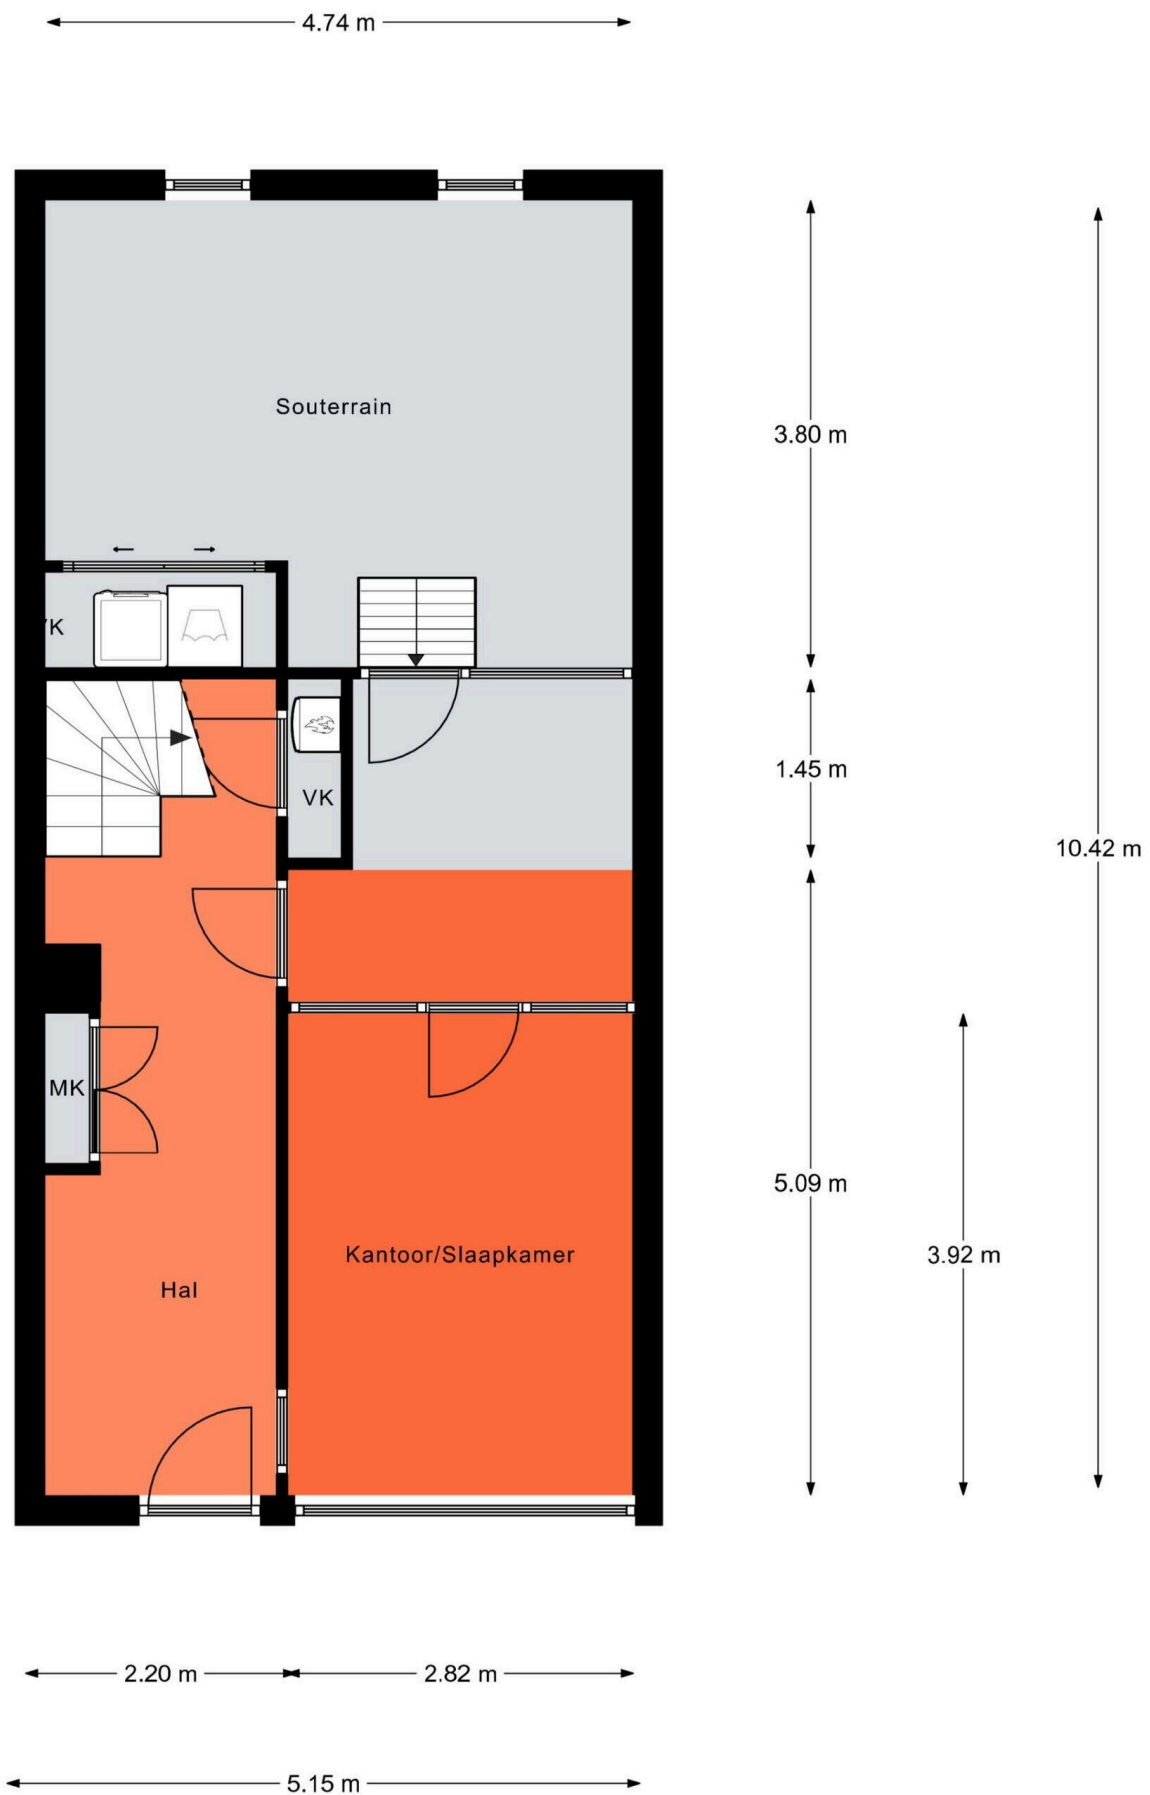 4.74 m
Souterrain
3.80 m
VK
VK
1.45 m
10.42 m
MK
5.09 m
Kantoor/Slaapkamer
3.92 m
Hal
2.20 m
2.82 m
5.15 m